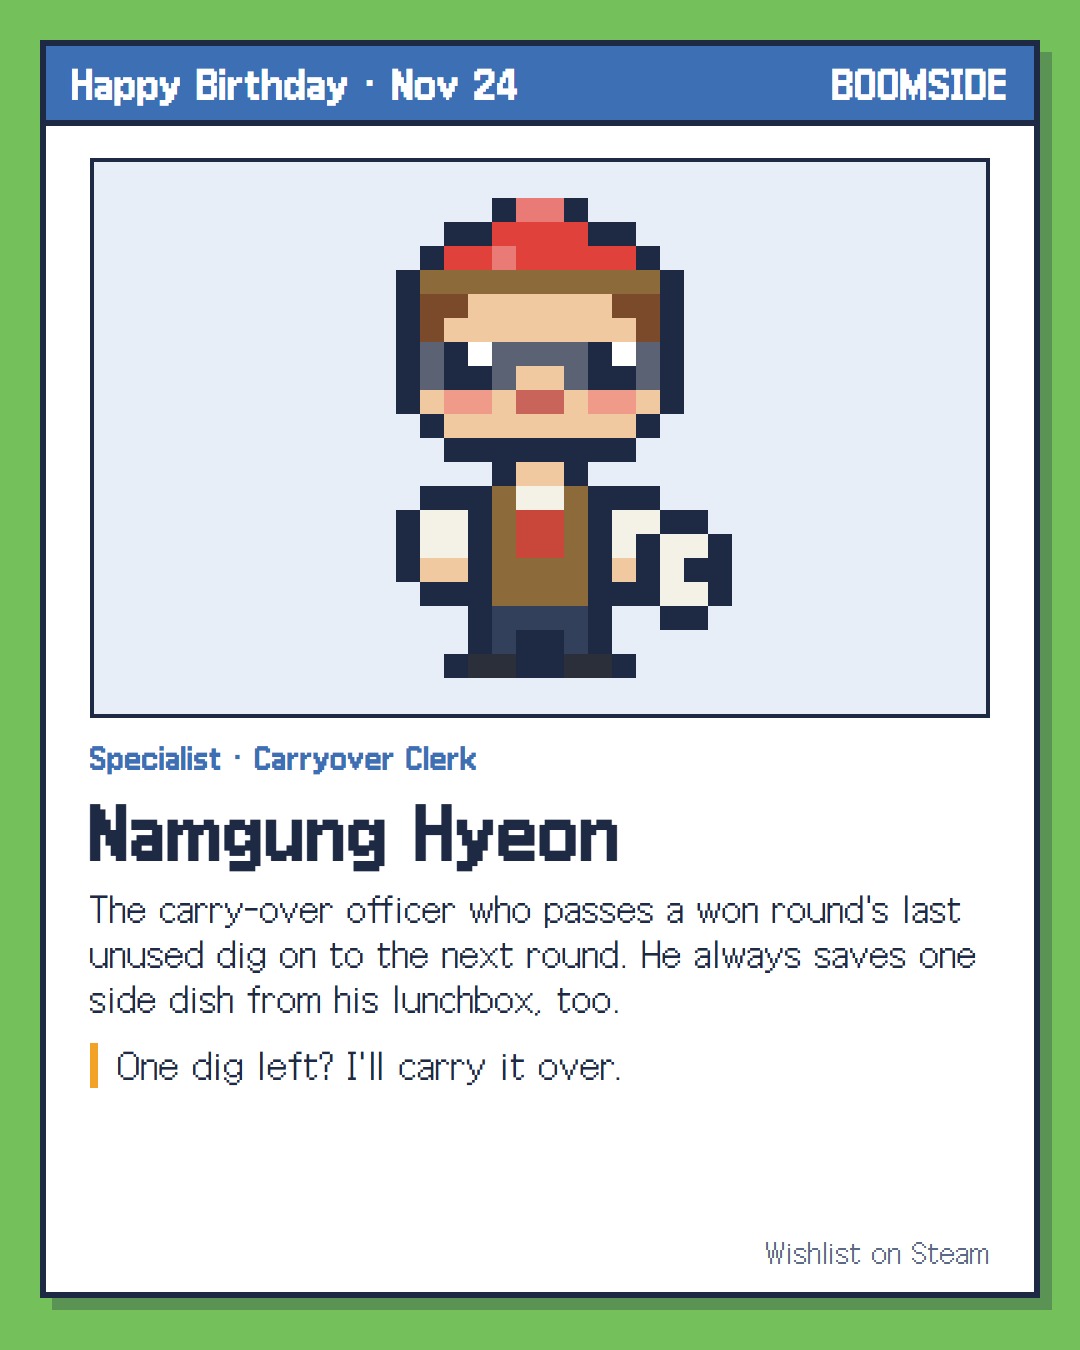 Happy Birthday · Nov 24
BOOMSIDE
Specialist · Carryover Clerk
Namgung Hyeon
The carry-over officer who passes a won round's last
unused dig on to the next round. He always saves one
side dish from his lunchbox, too.
One dig left? I'll carry it over.
Wishlist on Steam